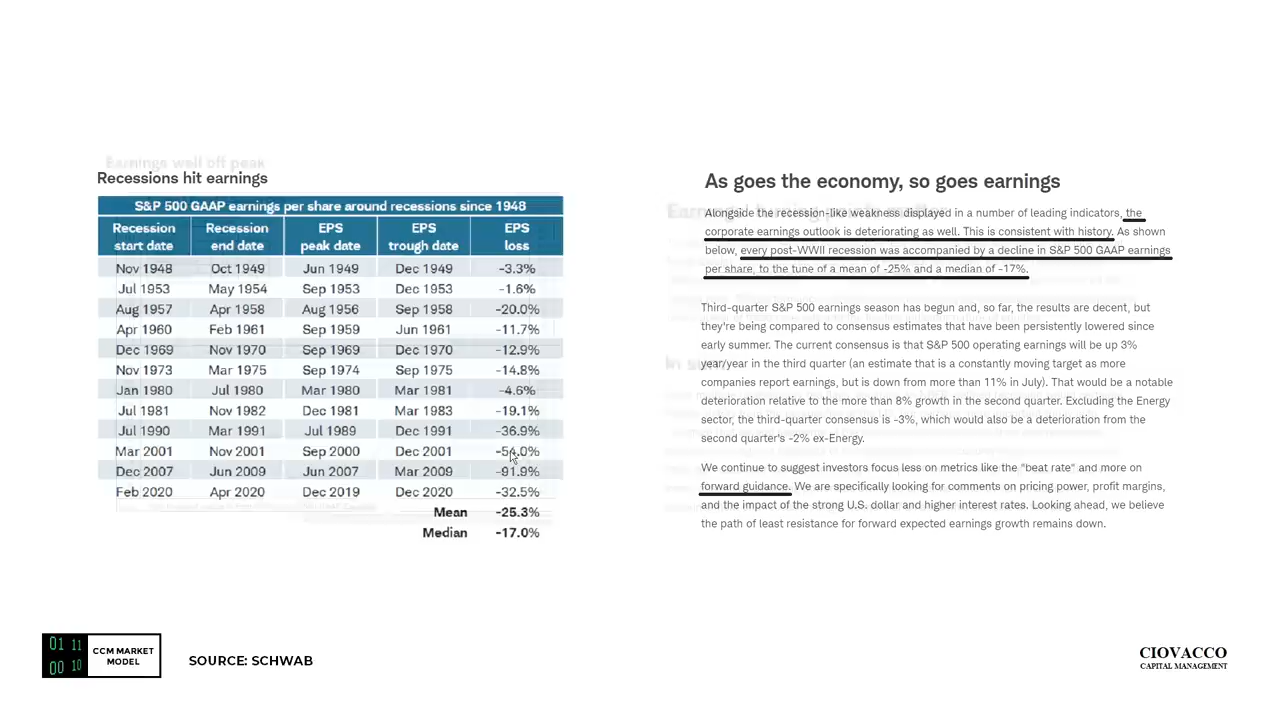 Earnings well off peak
Recessions hit earnings
S&P 500 GAAP earnings per share around recessions since 1948
Recession start date Recession end date EPS peak date EPS trough date EPS loss
Nov 1948 Oct 1949 Jun 1949 Dec 1949 -3.3%
Jul 1953 May 1954 Sep 1953 Dec 1953 -1.6%
Aug 1957 Apr 1958 Aug 1956 Sep 1958 -20.0%
Apr 1960 Feb 1961 Sep 1959 Jun 1961 -11.7%
Dec 1969 Nov 1970 Sep 1969 Dec 1970 -12.9%
Nov 1973 Mar 1975 Sep 1974 Sep 1975 -14.8%
Jan 1980 Jul 1980 Mar 1980 Mar 1981 -4.6%
Jul 1981 Nov 1982 Dec 1981 Mar 1983 -19.1%
Jul 1990 Mar 1991 Jul 1989 Dec 1991 -36.9%
Mar 2001 Nov 2001 Sep 2000 Dec 2001 -54.0%
Dec 2007 Jun 2009 Jun 2007 Mar 2009 -91.9%
Feb 2020 Apr 2020 Dec 2019 Dec 2020 -32.5%
Mean -25.3%
Median -17.0%
As goes the economy, so goes earnings
Alongside the recession-like weakness displayed in a number of leading indicators, the
corporate earnings outlook is deteriorating as well. This is consistent with history. As shown
below, every post-WWII recession was accompanied by a decline in S&P 500 GAAP earnings
per share, to the tune of a mean of -25% and a median of -17%.
Third-quarter S&P 500 earnings season has begun and, so far, the results are decent, but
they're being compared to consensus estimates that have been persistently lowered since
early summer. The current consensus is that S&P 500 operating earnings will be up 3%
year/year in the third quarter (an estimate that is a constantly moving target as more
companies report earnings, but is down from more than 11% in July). That would be a notable
deterioration relative to the more than 8% growth in the second quarter. Excluding the Energy
sector, the third-quarter consensus is -3%, which would also be a deterioration from the
second quarter's -2% ex-Energy.
We continue to suggest investors focus less on metrics like the "beat rate" and more on
forward guidance. We are specifically looking for comments on pricing power, profit margins,
and the impact of the strong U.S. dollar and higher interest rates. Looking ahead, we believe
the path of least resistance for forward expected earnings growth remains down.
01 11
00 10
CCM MARKET
MODEL
SOURCE: SCHWAB
CIOVACCO
CAPITAL MANAGEMENT